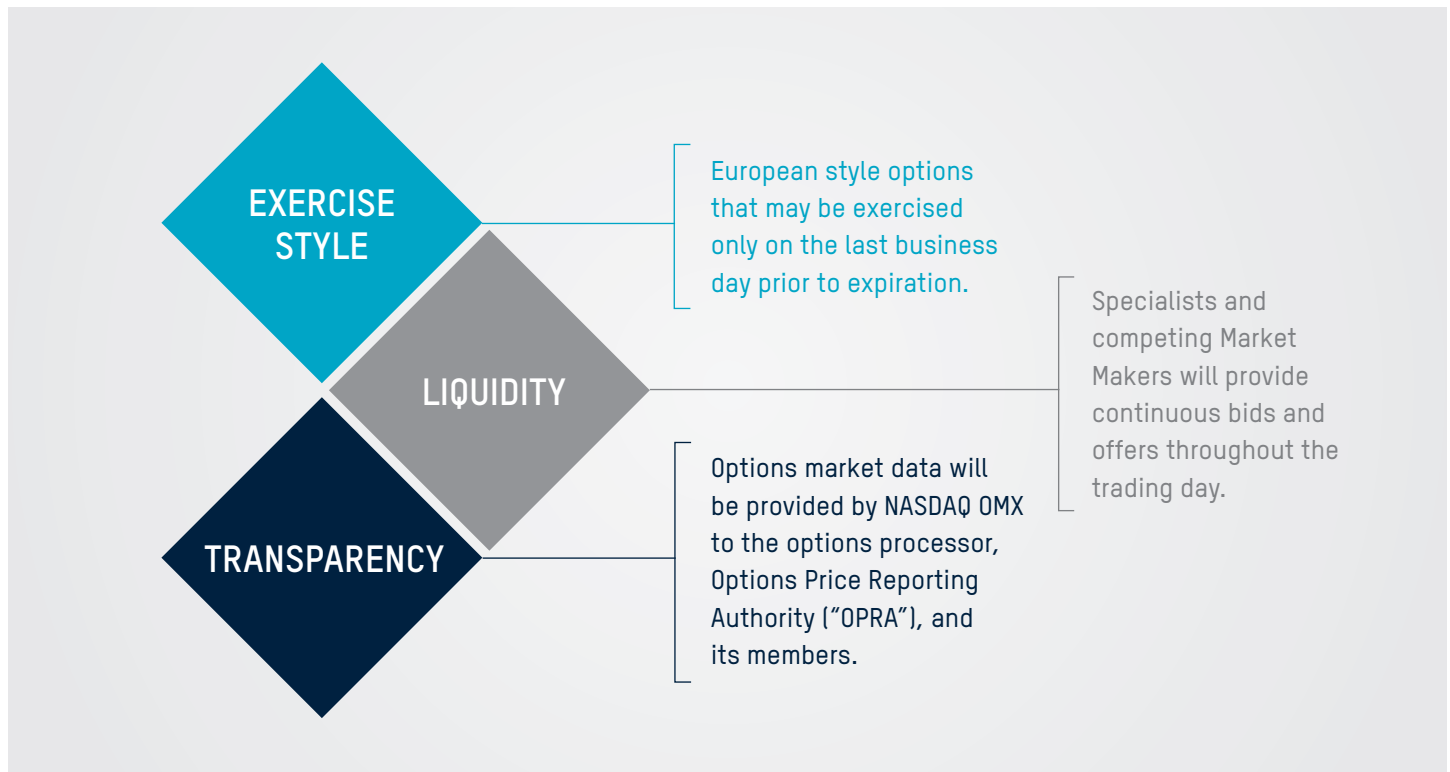 EXERCISE
STYLE
European style options
that may be exercised
only on the last business
day prior to expiration.
LIQUIDITY
Specialists and
competing Market
Makers will provide
continuous bids and
offers throughout the
trading day.
TRANSPARENCY
Options market data will
be provided by NASDAQ OMX
to the options processor,
Options Price Reporting
Authority (“OPRA”), and
its members.